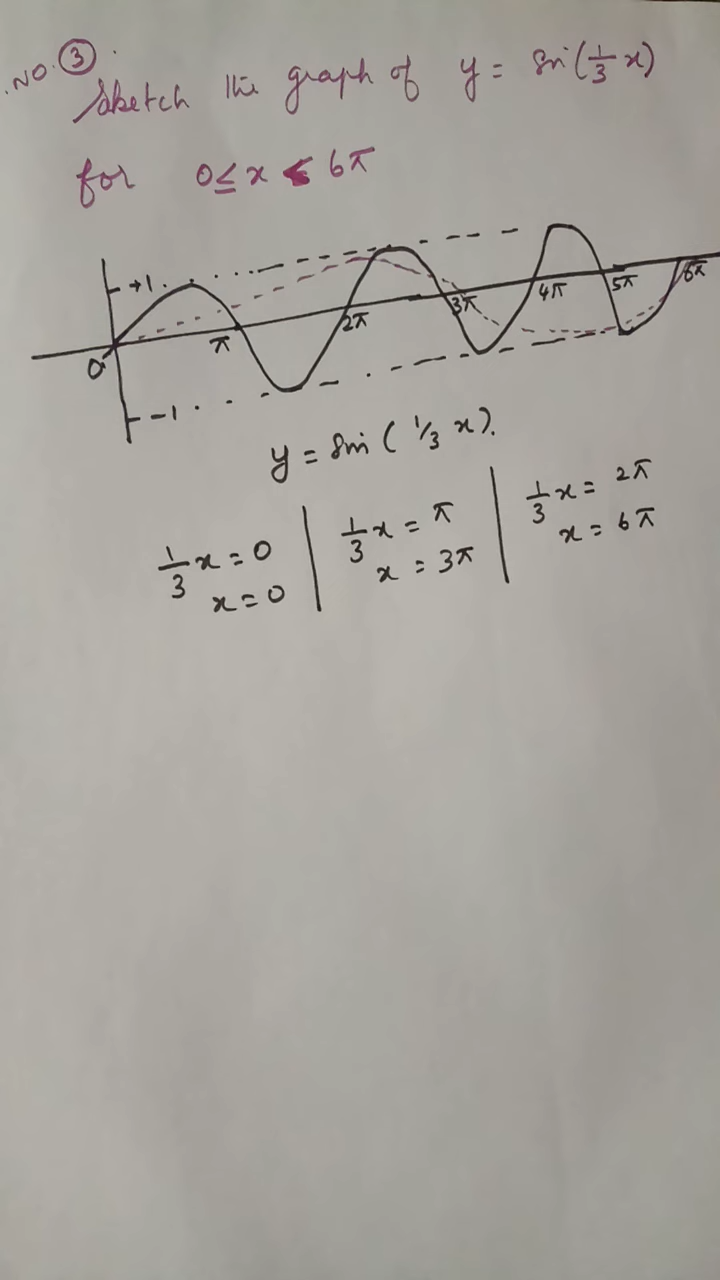 NO. ③.
Sketch the graph of y = Sin(1/3 x)
for 0≤x≤6π
+1
0 π 2π 3π 4π 5π 6π
-1
y = Sin (1/3 x).
1/3 x = 0
x = 0
1/3 x = π
x = 3π
1/3 x = 2π
x = 6π